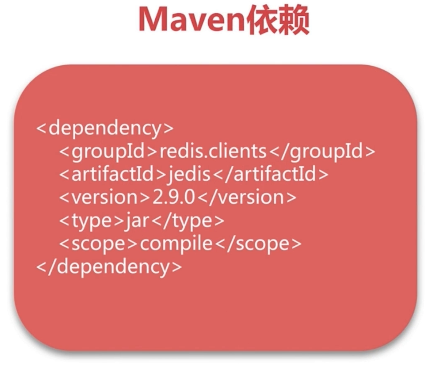 Maven依赖
<dependency>
<groupId>redis.clients</groupId>
<artifactId>jedis</artifactId>
<version>2.9.0</version>
<type>jar</type>
<scope>compile</scope>
</dependency>